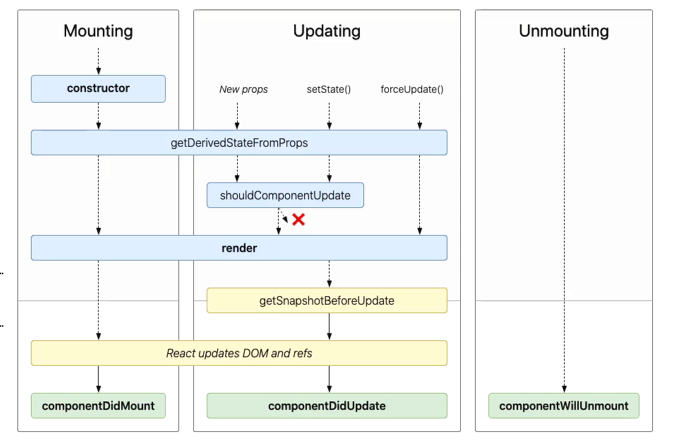 Mounting
Updating
Unmounting
constructor
New props
setState()
forceUpdate()
getDerivedStateFromProps
shouldComponentUpdate
render
getSnapshotBeforeUpdate
React updates DOM and refs
componentDidMount
componentDidUpdate
componentWillUnmount